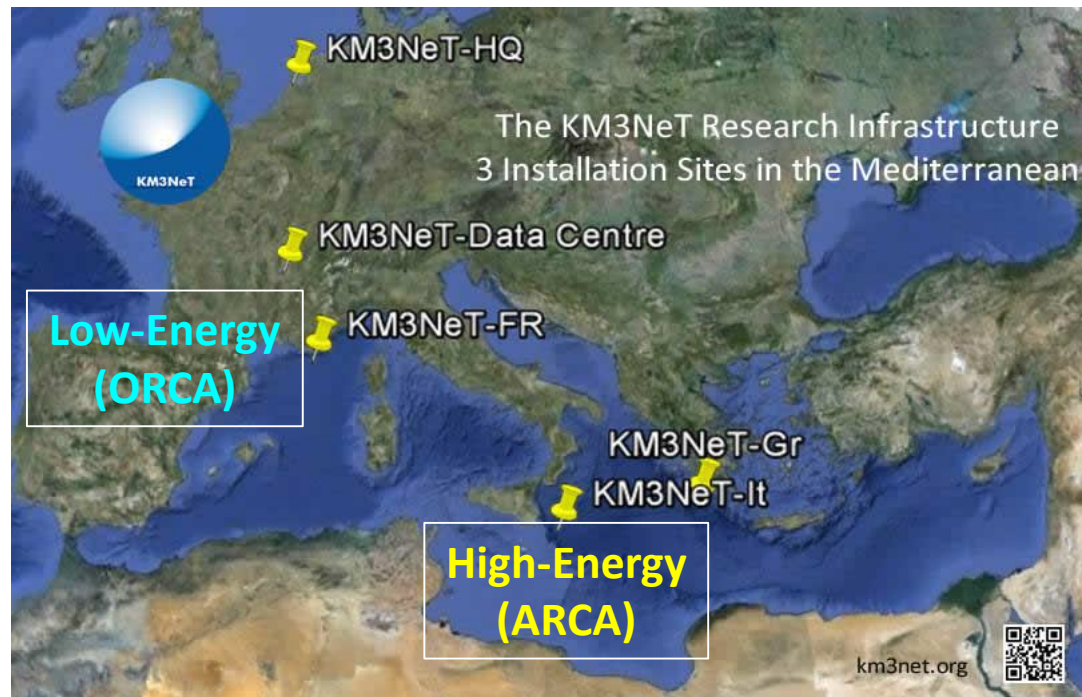 KM3NeT-HQ
KM3NeT
The KM3NeT Research Infrastructure
3 Installation Sites in the Mediterranean
KM3NeT-Data Centre
Low-Energy
(ORCA)
KM3NeT-FR
KM3NeT-Gr
KM3NeT-It
High-Energy
(ARCA)
km3net.org